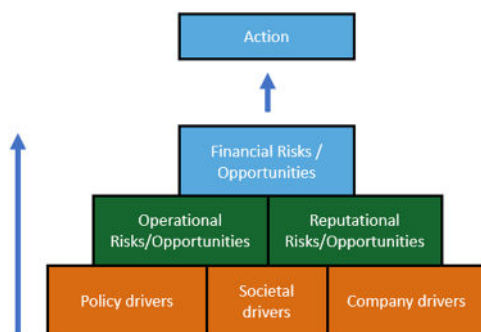 Action
Financial Risks /
Opportunities
Operational
Risks/Opportunities
Reputational
Risks/Opportunities
Policy drivers
Societal
drivers
Company drivers